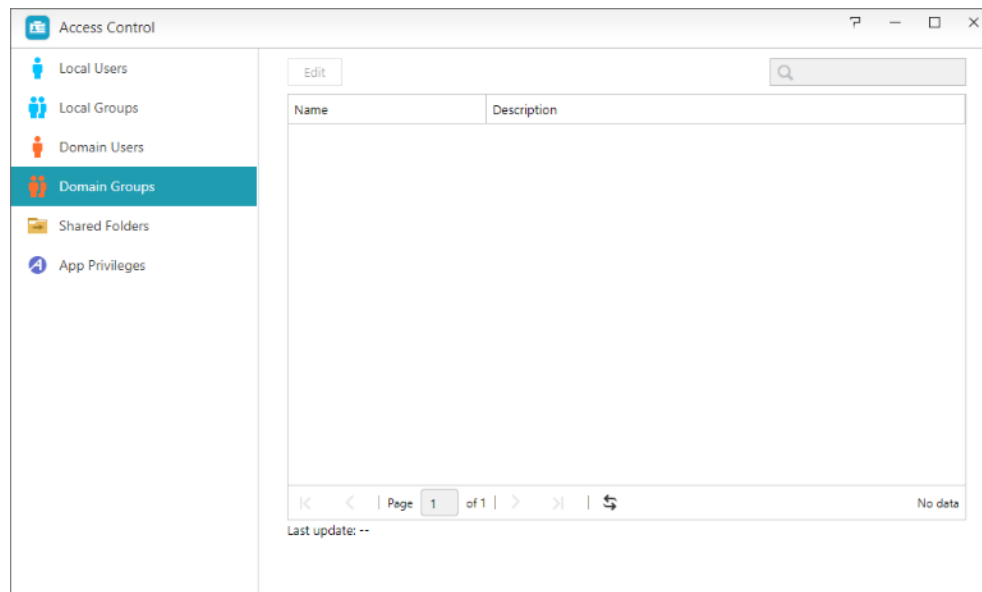 Access Control
Local Users
Local Groups
Domain Users
Domain Groups
Shared Folders
App Privileges
Edit
Name Description
Page 1 of 1 No data
Last update: --